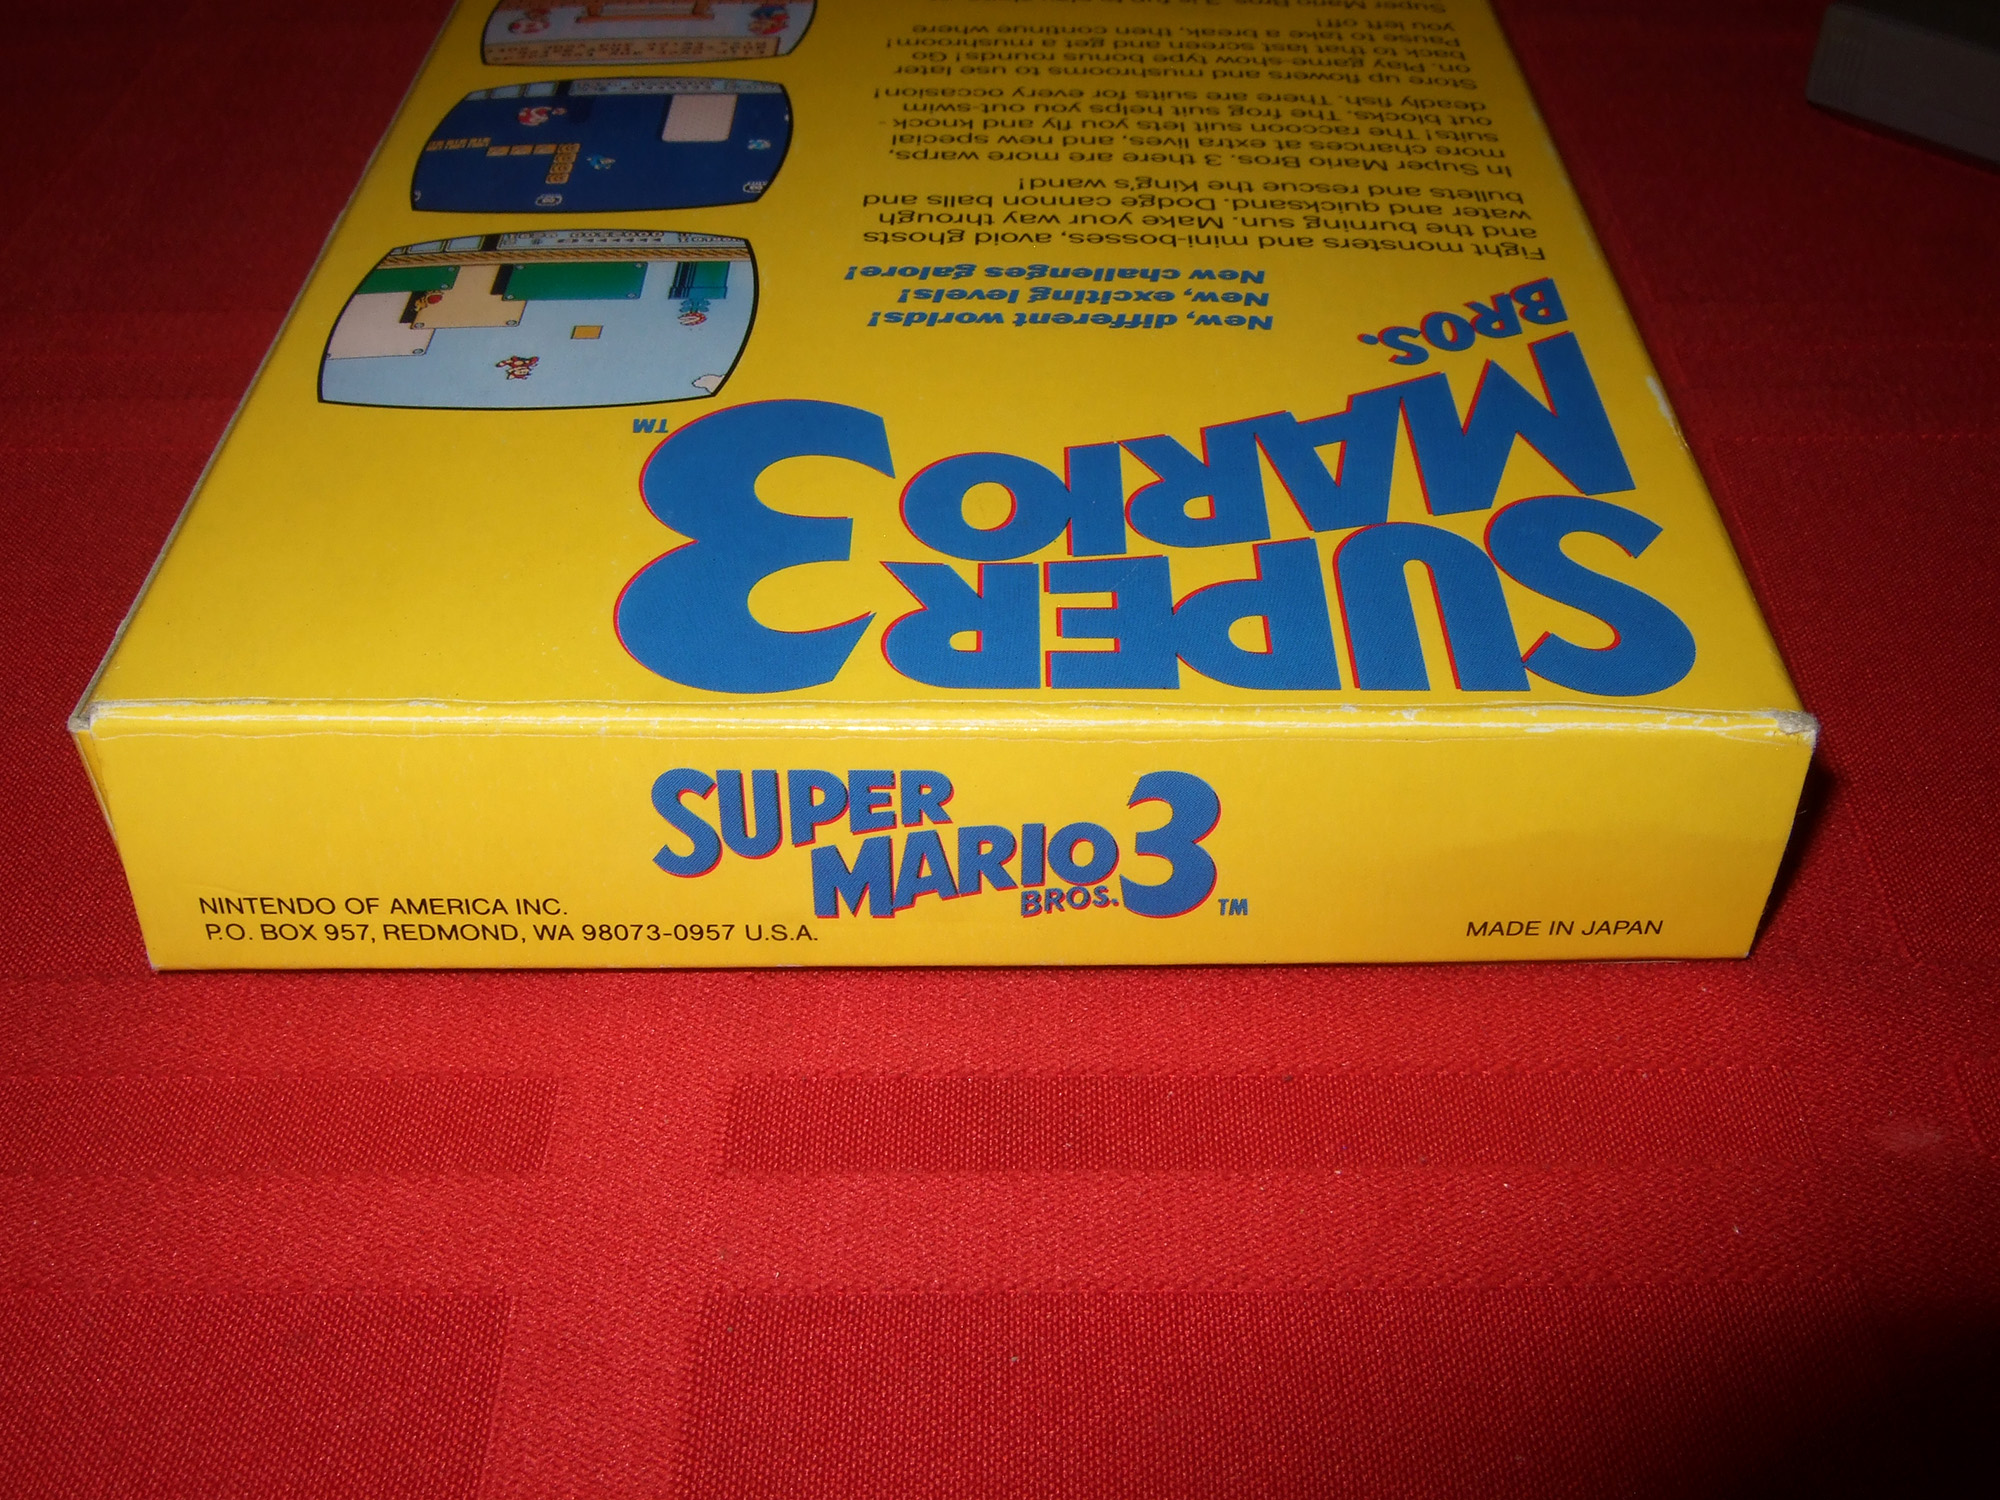 SUPER
MARIO
BROS. 3 TM
NINTENDO OF AMERICA INC.
P.O. BOX 957, REDMOND, WA 98073-0957 U.S.A.
MADE IN JAPAN
SUPER
MARIO 3
BROS. TM
New, different worlds!
New, exciting levels!
New challenges galore!
Fight monsters and mini-bosses, avoid ghosts
and the burning sun. Make your way through
water and quicksand. Dodge cannon balls and
bullets and rescue the King's wand!
In Super Mario Bros. 3 there are more warps,
more chances at extra lives, and new special
suits! The raccoon suit lets you fly and knock-
out blocks. The frog suit helps you out-swim
deadly fish. There are suits for every occasion!
Store up flowers and mushrooms to use later
on. Play game-show type bonus rounds! Go
back to that last screen and get a mushroom!
Pause to take a break, then continue where
you left off!
Super Mario Bros. 3 is fun to